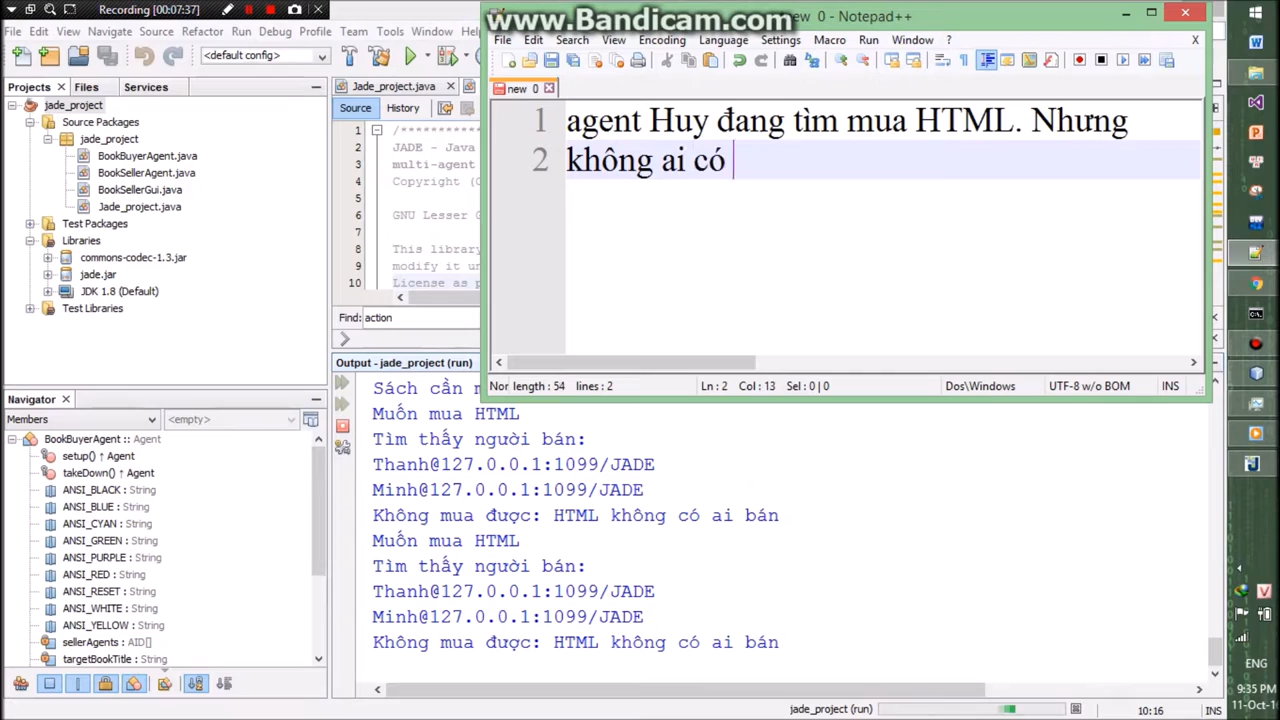 Recording [00:07:37]
www.Bandicam.com
new 0 - Notepad++
File Edit View Navigate Source Refactor Run Debug Profile Team Tools Window
File Edit Search View Encoding Language Settings Macro Run Window ? X
<default config>
new 0
Projects Files Services
Jade_project.java
Source History
jade_project
Source Packages
jade_project
BookBuyerAgent.java
BookSellerAgent.java
BookSellerGui.java
Jade_project.java
Test Packages
Libraries
commons-codec-1.3.jar
jade.jar
JDK 1.8 (Default)
Test Libraries
1 /****************
2 JADE - Java
3 multi-agent
4 Copyright (
5
6 GNU Lesser G
7
8 This library
9 modify it un
10 License as p
Find: action
1 agent Huy đang tìm mua HTML. Nhưng
2 không ai có
length : 54 lines : 2 Ln : 2 Col : 13 Sel : 0 | 0 Dos\Windows UTF-8 w/o BOM INS
Output - jade_project (run)
Sách cần
Muốn mua HTML
Tìm thấy người bán:
Thanh@127.0.0.1:1099/JADE
Minh@127.0.0.1:1099/JADE
Không mua được: HTML không có ai bán
Muốn mua HTML
Tìm thấy người bán:
Thanh@127.0.0.1:1099/JADE
Minh@127.0.0.1:1099/JADE
Không mua được: HTML không có ai bán
Navigator
Members <empty>
BookBuyerAgent :: Agent
setup() ↑ Agent
takeDown() ↑ Agent
ANSI_BLACK : String
ANSI_BLUE : String
ANSI_CYAN : String
ANSI_GREEN : String
ANSI_PURPLE : String
ANSI_RED : String
ANSI_RESET : String
ANSI_WHITE : String
ANSI_YELLOW : String
sellerAgents : AID[]
targetBookTitle : String
jade_project (run) 10:16 INS
ENG
9:35 PM